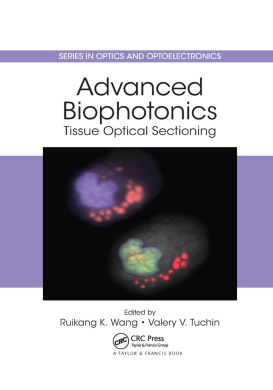 SERIES IN OPTICS AND OPTOELECTRONICS
Advanced
Biophotonics
Tissue Optical Sectioning
Edited by
Ruikang K. Wang • Valery V. Tuchin
CRC CRC Press
Taylor & Francis Group
A TAYLOR & FRANCIS BOOK